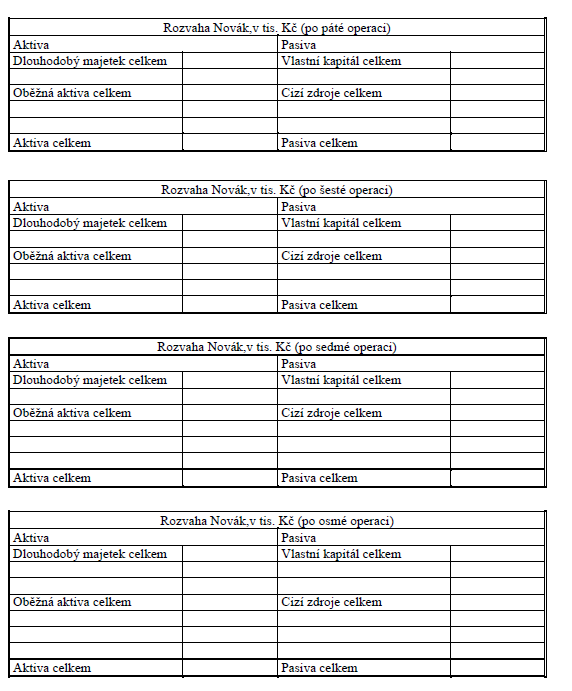 Rozvaha Novák,v tis. Kč (po páté operaci)
Aktiva Pasiva
Dlouhodobý majetek celkem Vlastní kapitál celkem
Oběžná aktiva celkem Cizí zdroje celkem
Aktiva celkem Pasiva celkem
Rozvaha Novák,v tis. Kč (po šesté operaci)
Aktiva Pasiva
Dlouhodobý majetek celkem Vlastní kapitál celkem
Oběžná aktiva celkem Cizí zdroje celkem
Aktiva celkem Pasiva celkem
Rozvaha Novák,v tis. Kč (po sedmé operaci)
Aktiva Pasiva
Dlouhodobý majetek celkem Vlastní kapitál celkem
Oběžná aktiva celkem Cizí zdroje celkem
Aktiva celkem Pasiva celkem
Rozvaha Novák,v tis. Kč (po osmé operaci)
Aktiva Pasiva
Dlouhodobý majetek celkem Vlastní kapitál celkem
Oběžná aktiva celkem Cizí zdroje celkem
Aktiva celkem Pasiva celkem